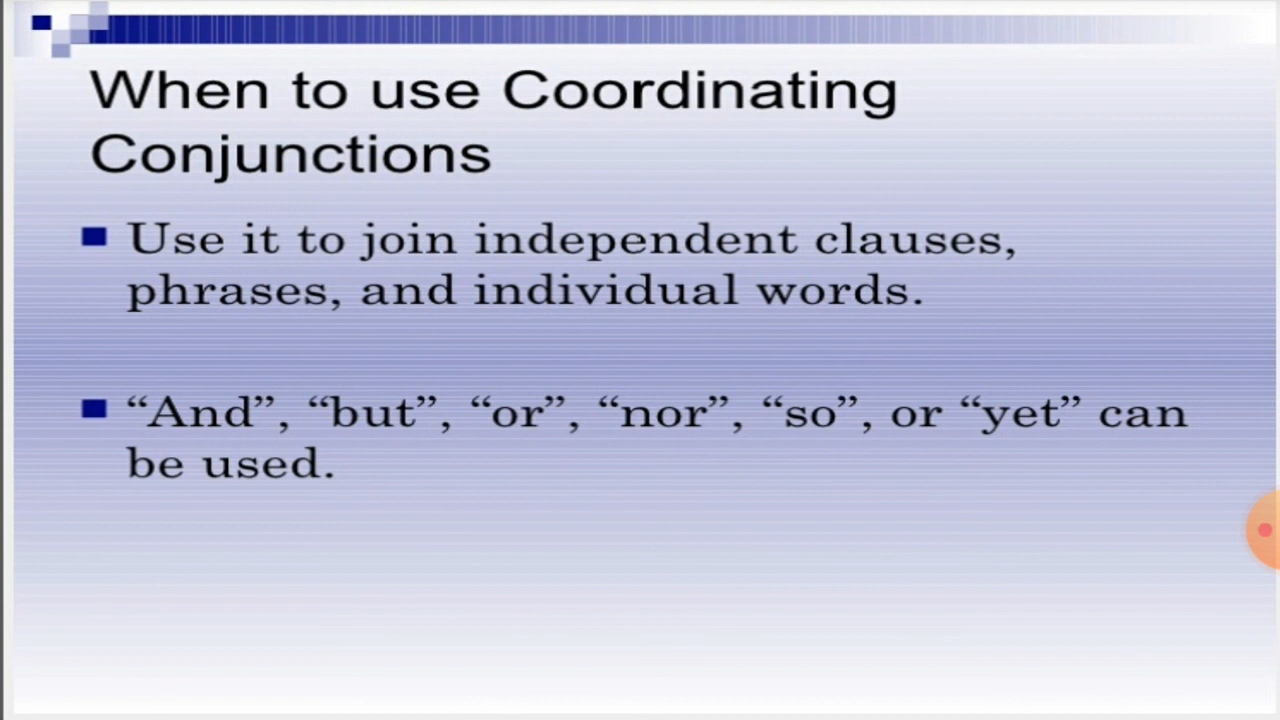 When to use Coordinating
Conjunctions
Use it to join independent clauses,
phrases, and individual words.
“And”, “but”, “or”, “nor”, “so”, or “yet” can
be used.